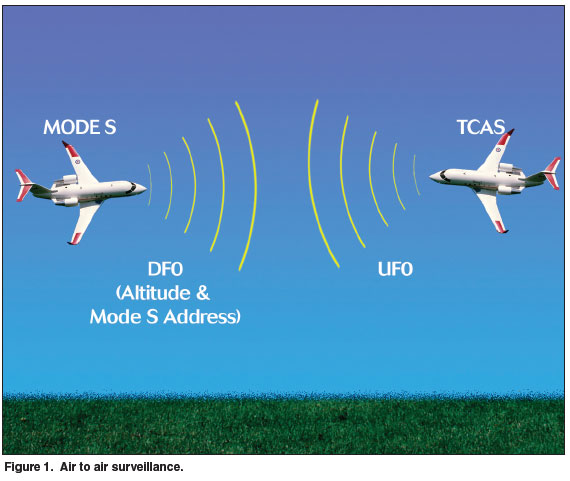 MODE S
TCAS
DF0
(Altitude &
Mode S Address)
UF0
Figure 1. Air to air surveillance.